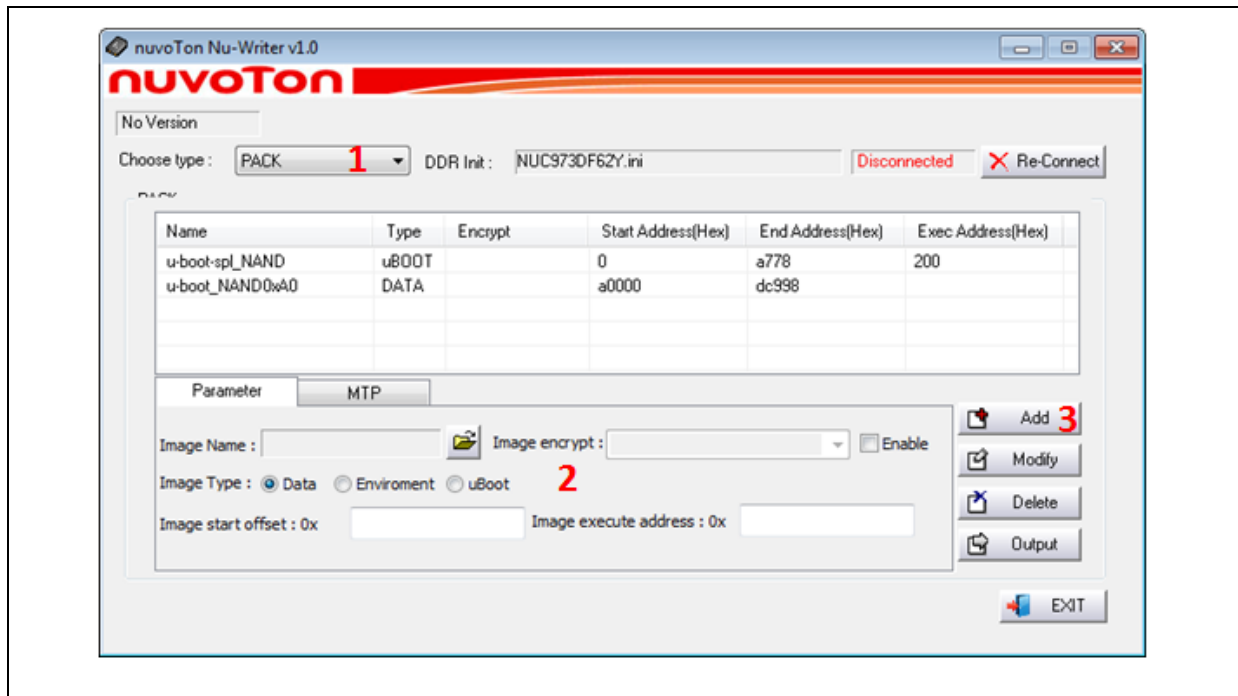 nuvoTon Nu-Writer v1.0
nuvoTon
No Version
Choose type : PACK 1 DDR Init : NUC973DF62Y.ini Disconnected Re-Connect
PACK
Name Type Encrypt Start Address(Hex) End Address(Hex) Exec Address(Hex)
u-boot-spl_NAND uBOOT 0 a778 200
u-boot_NAND0xA0 DATA a0000 dc998
Parameter MTP
Add 3
Image Name : Image encrypt : Enable
Modify
Image Type : Data Enviroment uBoot 2
Delete
Image start offset : 0x Image execute address : 0x
Output
EXIT